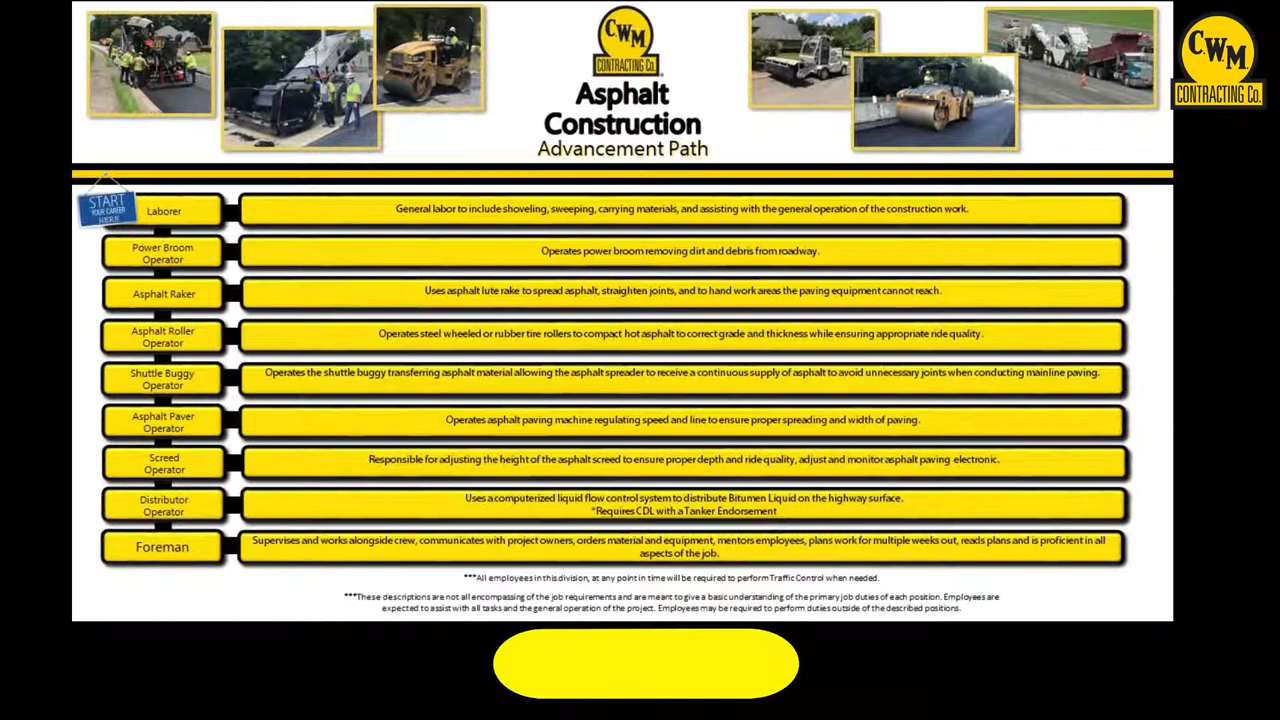 CWM
CONTRACTING Co.
CWM
CONTRACTING Co.
Asphalt
Construction
Advancement Path
START
YOUR CAREER
HERE
Laborer
General labor to include shoveling, sweeping, carrying materials, and assisting with the general operation of the construction work.
Power Broom
Operator
Operates power broom removing dirt and debris from roadway.
Asphalt Raker
Uses asphalt lute rake to spread asphalt, straighten joints, and to hand work areas the paving equipment cannot reach.
Asphalt Roller
Operator
Operates steel wheeled or rubber tire rollers to compact hot asphalt to correct grade and thickness while ensuring appropriate ride quality.
Shuttle Buggy
Operator
Operates the shuttle buggy transferring asphalt material allowing the asphalt spreader to receive a continuous supply of asphalt to avoid unnecessary joints when conducting mainline paving.
Asphalt Paver
Operator
Operates asphalt paving machine regulating speed and line to ensure proper spreading and width of paving.
Screed
Operator
Responsible for adjusting the height of the asphalt screed to ensure proper depth and ride quality, adjust and monitor asphalt paving electronic.
Distributor
Operator
Uses a computerized liquid flow control system to distribute Bitumen Liquid on the highway surface.
*Requires CDL with a Tanker Endorsement
Foreman
Supervises and works alongside crew, communicates with project owners, orders material and equipment, mentors employees, plans work for multiple weeks out, reads plans and is proficient in all
aspects of the job.
***All employees in this division, at any point in time will be required to perform Traffic Control when needed.
***These descriptions are not all encompassing of the job requirements and are meant to give a basic understanding of the primary job duties of each position. Employees are
expected to assist with all tasks and the general operation of the project. Employees may be required to perform duties outside of the described positions.